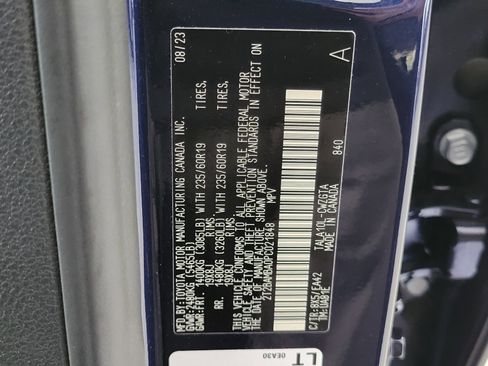 MFD.BY:TOYOTA MOTOR MANUFACTURING CANADA INC. 08/23
GVWR:2480KG(5465LB)
GAWR:FRT. 1400KG(3085LB)WITH 235/60R19 TIRES,
19X8J RIMS,
RR. 1480KG(3260LB)WITH 235/60R19 TIRES,
19X8J RIMS,
THIS VEHICLE CONFORMS TO ALL APPLICABLE FEDERAL MOTOR
VEHICLE SAFETY AND THEFT PREVENTION STANDARDS IN EFFECT ON
THE DATE OF MANUFACTURE SHOWN ABOVE.
MPV
A
C/TR:8X5/EA42
840
MADE IN CANADA
LT
0EA30